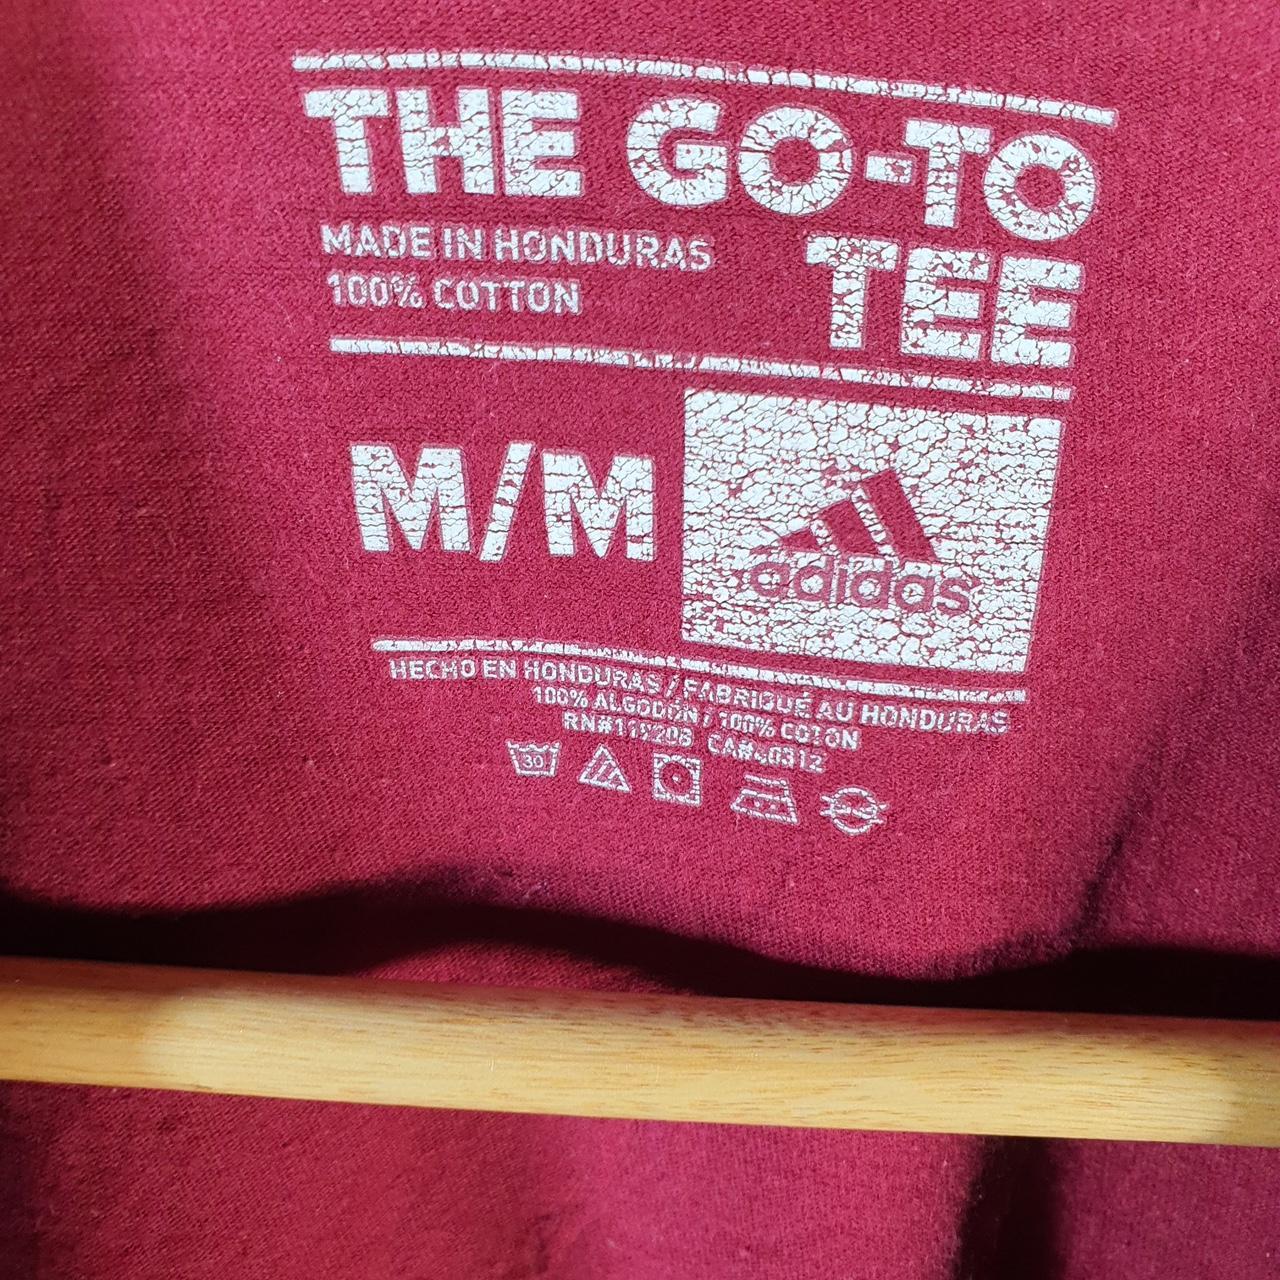 THE GO-TO
TEE
MADE IN HONDURAS
100% COTTON
M/M
adidas
HECHO EN HONDURAS / FABRIQUÉ AU HONDURAS
100% ALGODÓN / 100% COTON
30